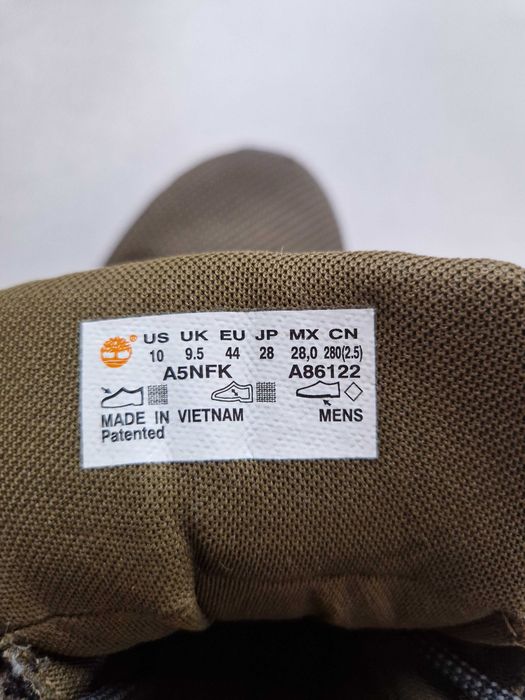 ® US UK EU JP MX CN
10 9.5 44 28 28,0 280(2.5)
A5NFK A86122
MADE IN VIETNAM MENS
Patented